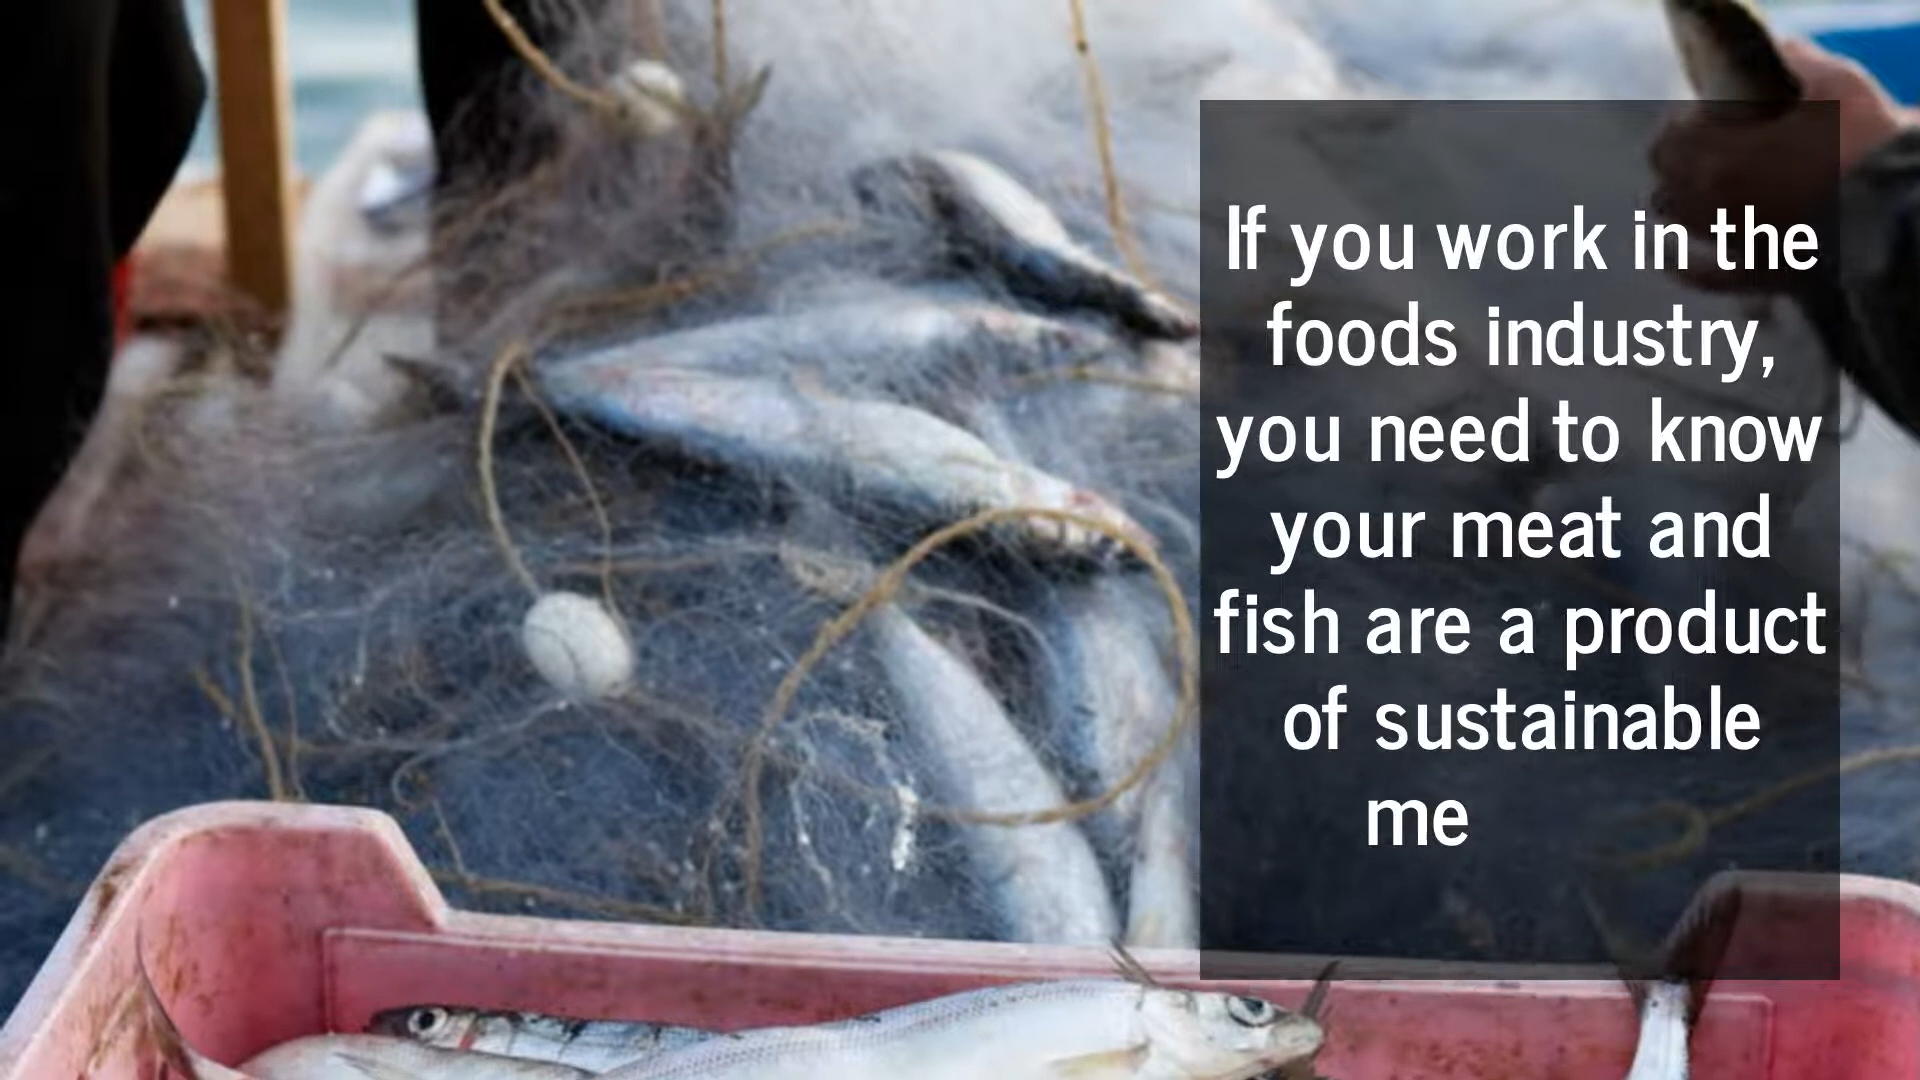 If you work in the
foods industry,
you need to know
your meat and
fish are a product
of sustainable
me